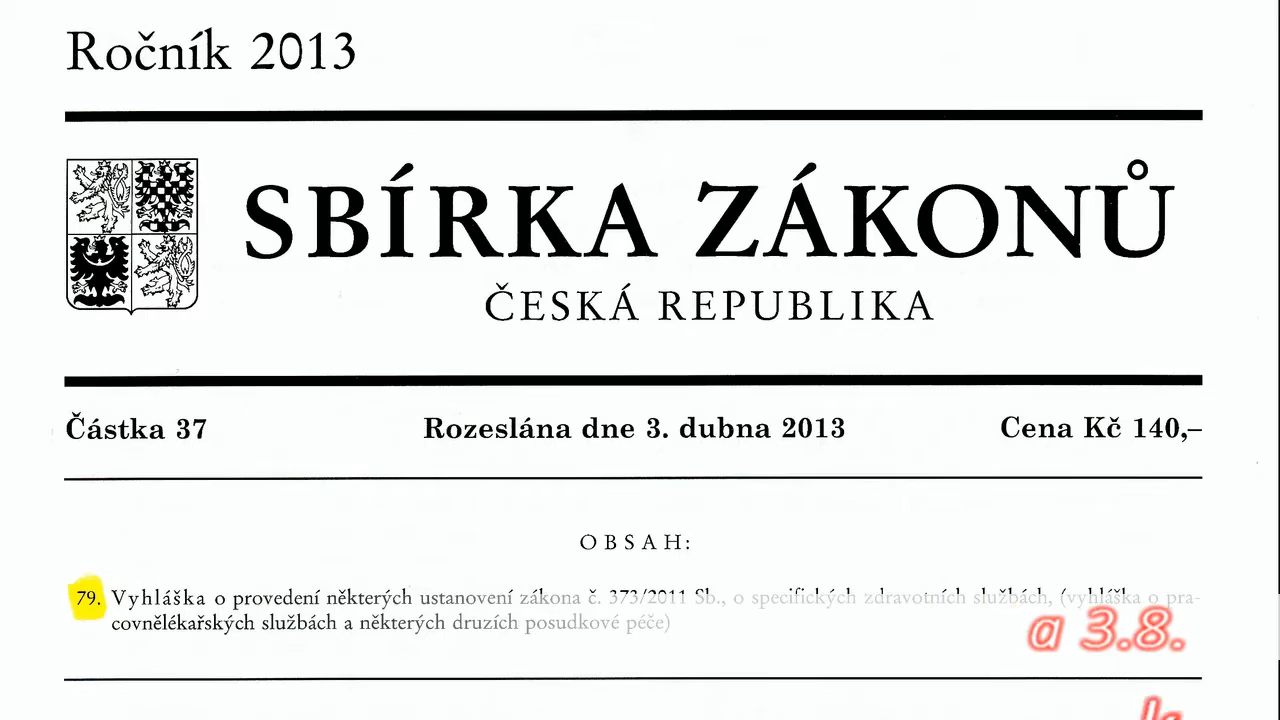 Ročník 2013
SBÍRKA ZÁKONŮ
ČESKÁ REPUBLIKA
Částka 37 Rozeslána dne 3. dubna 2013 Cena Kč 140,–
OBSAH:
79. Vyhláška o provedení některých ustanovení zákona č. 373/2011 Sb., o specifických zdravotních službách, (vyhláška o pra-
covnělékařských službách a některých druzích posudkové péče)
a 3.8.